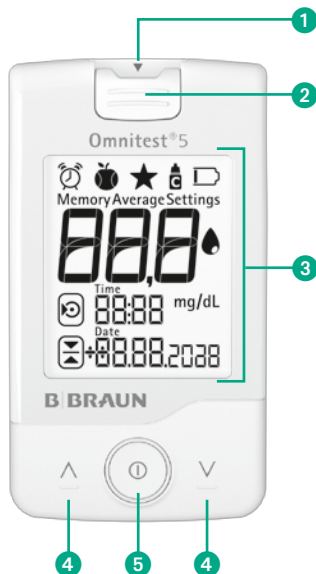 1
2
Omnitest®5
C
Memory Average Settings
88,8
3
Time
88:88 mg/dL
Date
88.88.2038
B|BRAUN
4
5
4